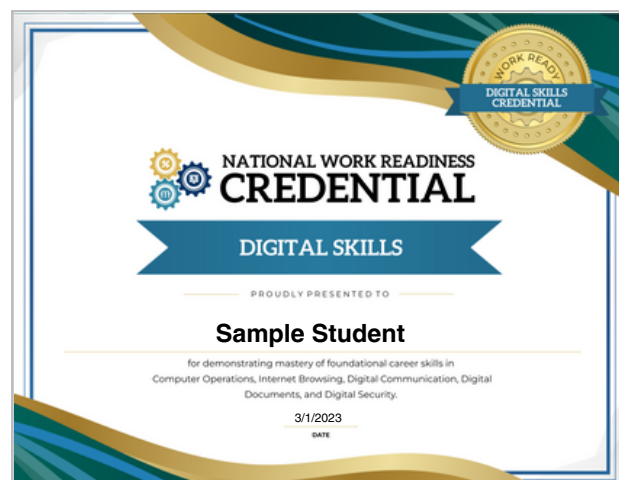 WORK READY
DIGITAL SKILLS
CREDENTIAL
NATIONAL WORK READINESS
CREDENTIAL
DIGITAL SKILLS
PROUDLY PRESENTED TO
Sample Student
for demonstrating mastery of foundational career skills in
Computer Operations, Internet Browsing, Digital Communication, Digital
Documents, and Digital Security.
3/1/2023
DATE